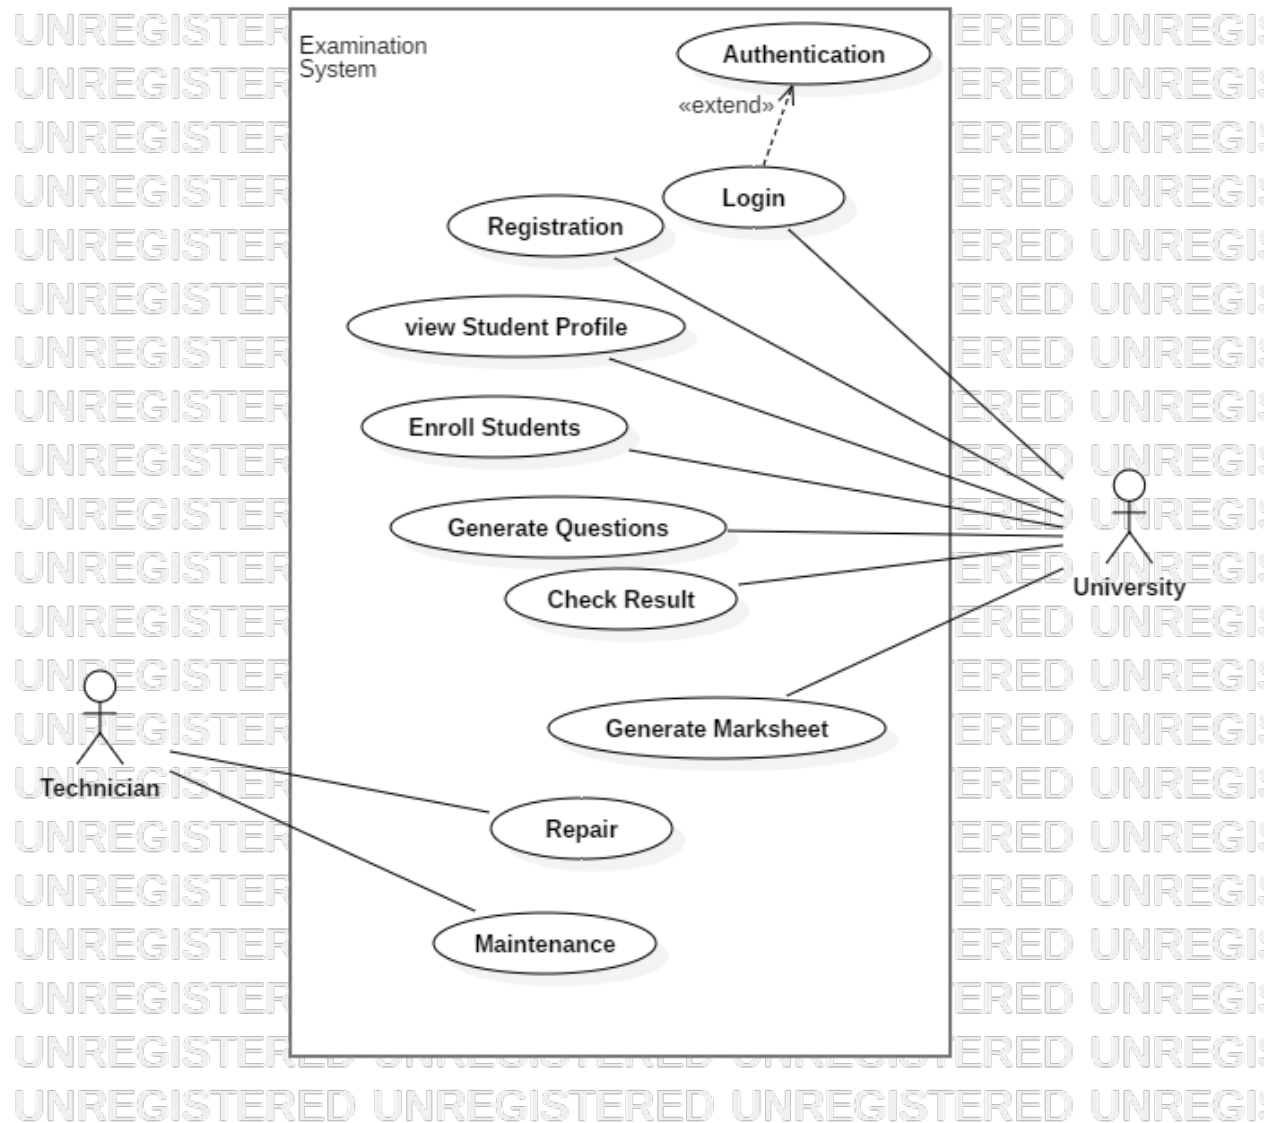 UNREGISTERED UNREGISTERED UNREGISTERED UNREGIS
Examination
System
Authentication
«extend»
Login
Registration
view Student Profile
Enroll Students
Generate Questions
Check Result
University
Generate Marksheet
Technician
Repair
Maintenance